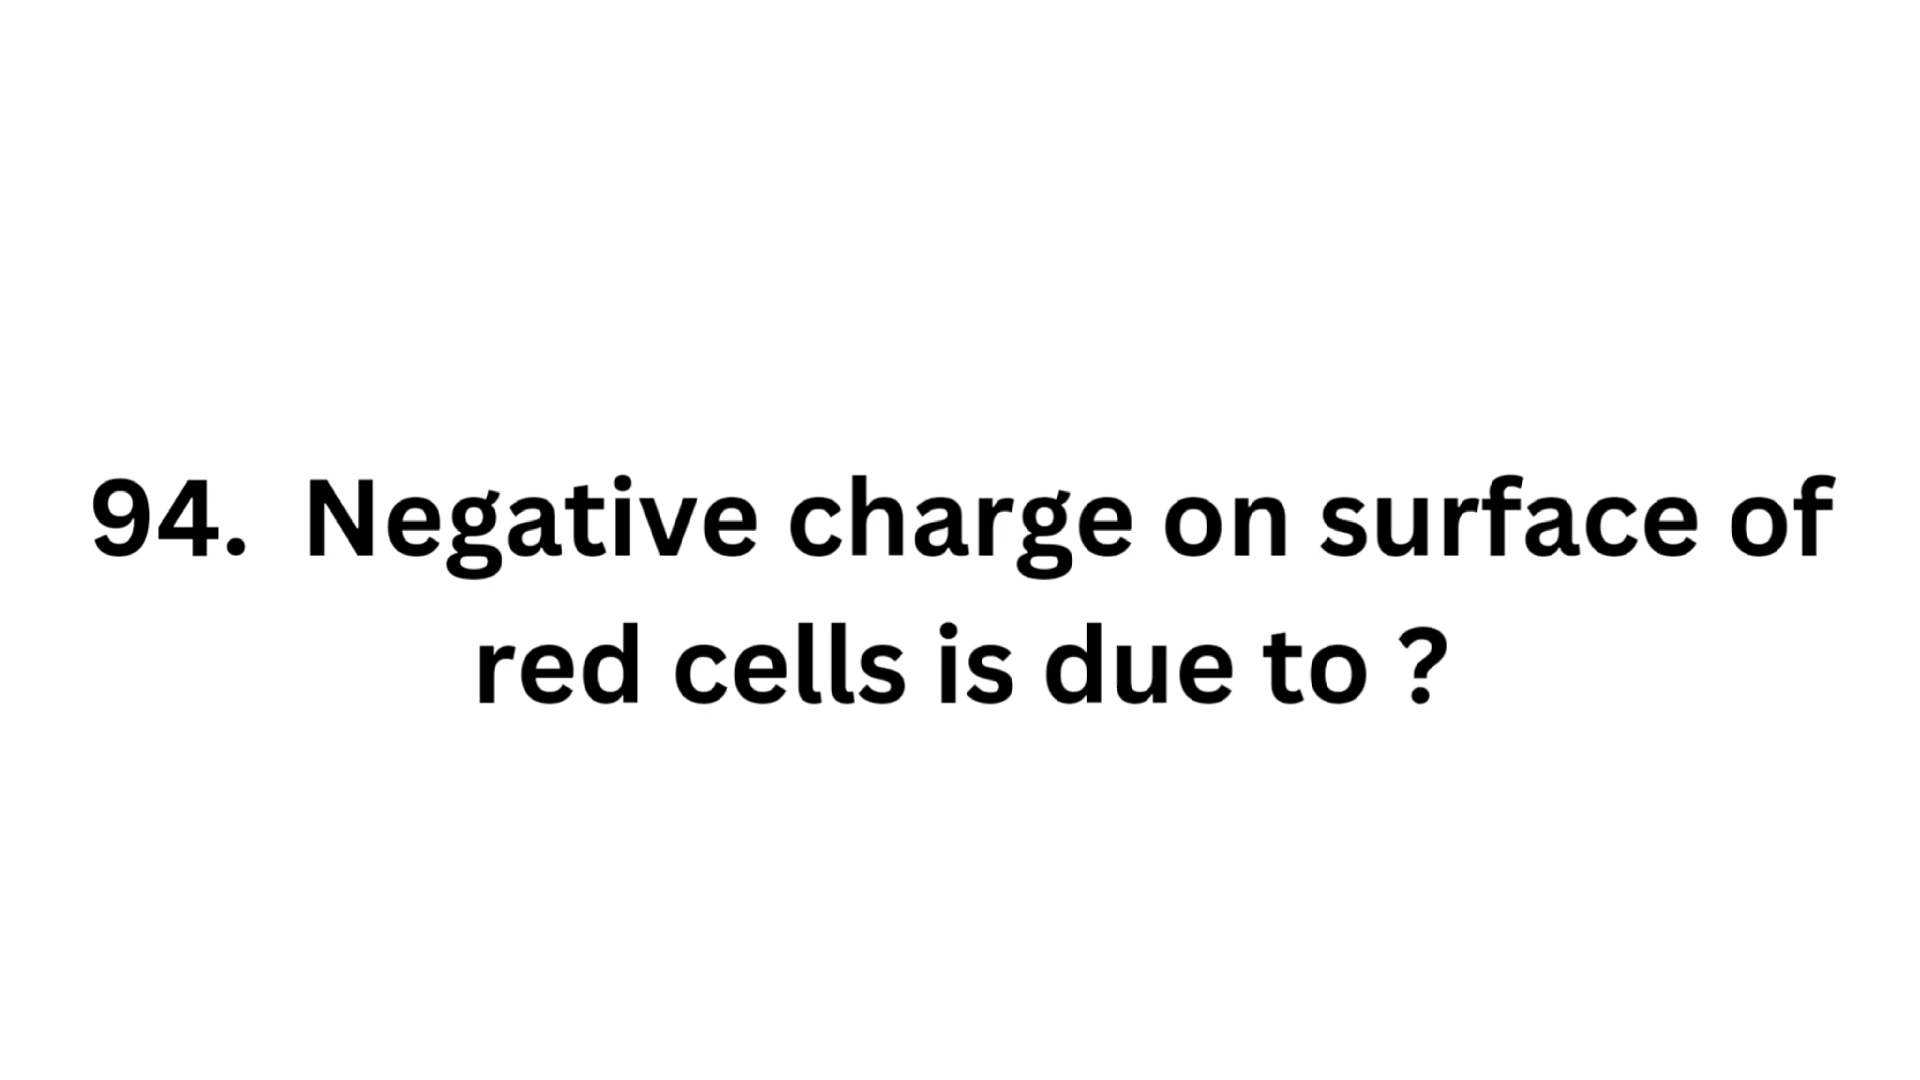 94. Negative charge on surface of
red cells is due to ?